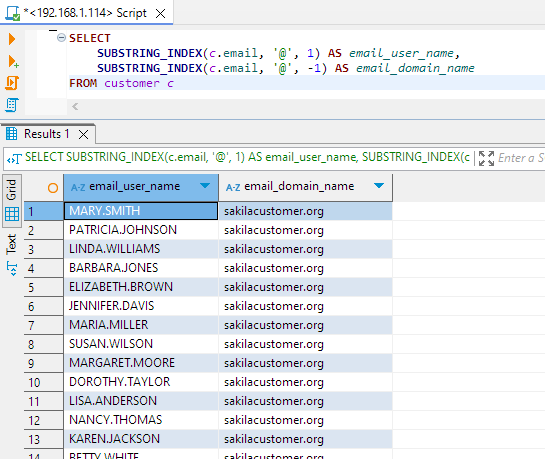 *<192.168.1.114> Script
SELECT
SUBSTRING_INDEX(c.email, '@', 1) AS email_user_name,
SUBSTRING_INDEX(c.email, '@', -1) AS email_domain_name
FROM customer c
Results 1
SELECT SUBSTRING_INDEX(c.email, '@', 1) AS email_user_name, SUBSTRING_INDEX(c
Enter a S
Grid
Text
A-Z email_user_name A-Z email_domain_name
1 MARY.SMITH sakilacustomer.org
2 PATRICIA.JOHNSON sakilacustomer.org
3 LINDA.WILLIAMS sakilacustomer.org
4 BARBARA.JONES sakilacustomer.org
5 ELIZABETH.BROWN sakilacustomer.org
6 JENNIFER.DAVIS sakilacustomer.org
7 MARIA.MILLER sakilacustomer.org
8 SUSAN.WILSON sakilacustomer.org
9 MARGARET.MOORE sakilacustomer.org
10 DOROTHY.TAYLOR sakilacustomer.org
11 LISA.ANDERSON sakilacustomer.org
12 NANCY.THOMAS sakilacustomer.org
13 KAREN.JACKSON sakilacustomer.org
BETTY.WHITE sakilacustomer.org